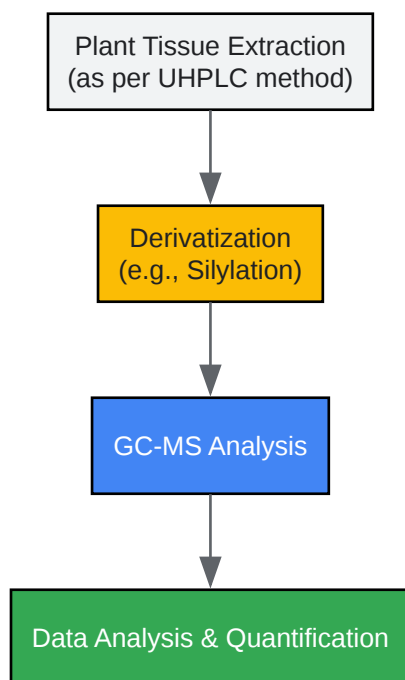 Plant Tissue Extraction
(as per UHPLC method)
Derivatization
(e.g., Silylation)
GC-MS Analysis
Data Analysis & Quantification